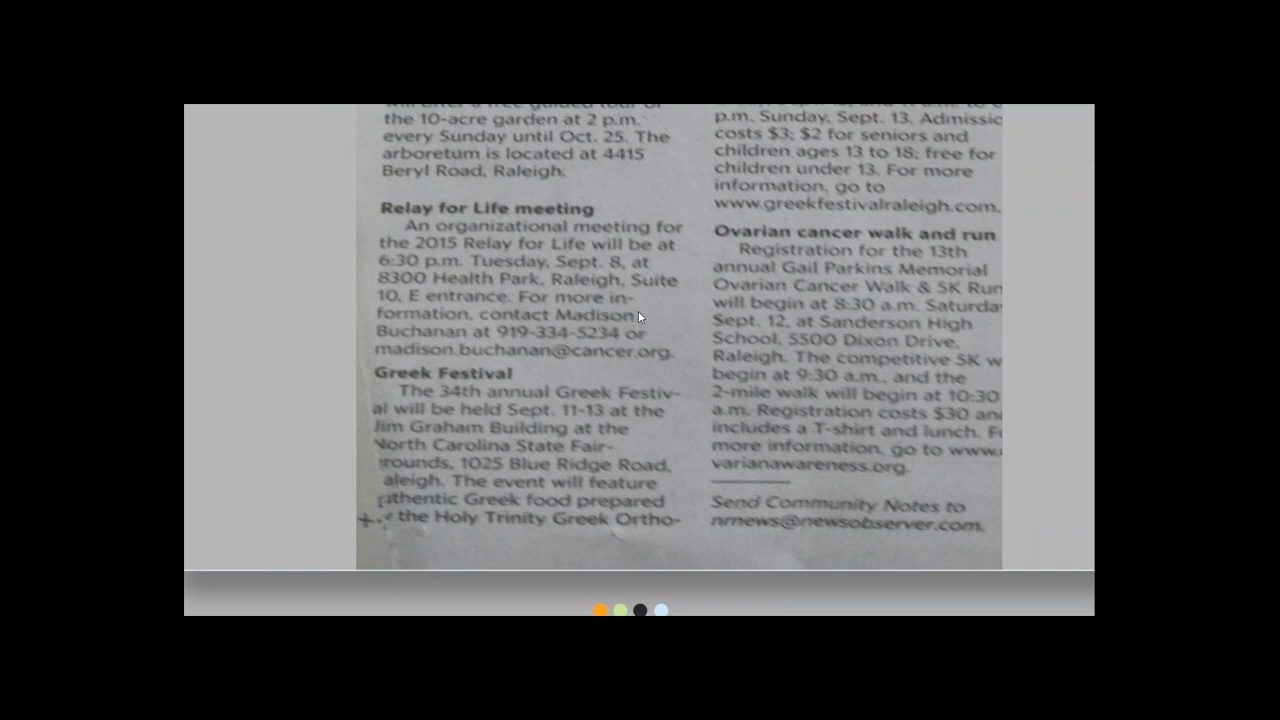 the 10-acre garden at 2 p.m.
every Sunday until Oct. 25. The
arboretum is located at 4415
Beryl Road, Raleigh.
Relay for Life meeting
An organizational meeting for
the 2015 Relay for Life will be at
6:30 p.m. Tuesday, Sept. 8, at
8300 Health Park, Raleigh, Suite
10, E entrance. For more in-
formation, contact Madison
Buchanan at 919-334-5234 or
madison.buchanan@cancer.org.
Greek Festival
The 34th annual Greek Festiv-
al will be held Sept. 11-13 at the
Jim Graham Building at the
North Carolina State Fair-
rounds, 1025 Blue Ridge Road,
aleigh. The event will feature
uthentic Greek food prepared
the Holy Trinity Greek Ortho-
p.m. Sunday, Sept. 13. Admissio
costs $3; $2 for seniors and
children ages 13 to 18; free for
children under 13. For more
information, go to
www.greekfestivalraleigh.com.
Ovarian cancer walk and run
Registration for the 13th
annual Gail Parkins Memorial
Ovarian Cancer Walk & 5K Run
will begin at 8:30 a.m. Saturda
Sept. 12, at Sanderson High
School, 5500 Dixon Drive,
Raleigh. The competitive 5K w
begin at 9:30 a.m., and the
2-mile walk will begin at 10:30
a.m. Registration costs $30 and
includes a T-shirt and lunch. Fo
more information, go to www.
varianawareness.org.
Send Community Notes to
nrnews@newsobserver.com.